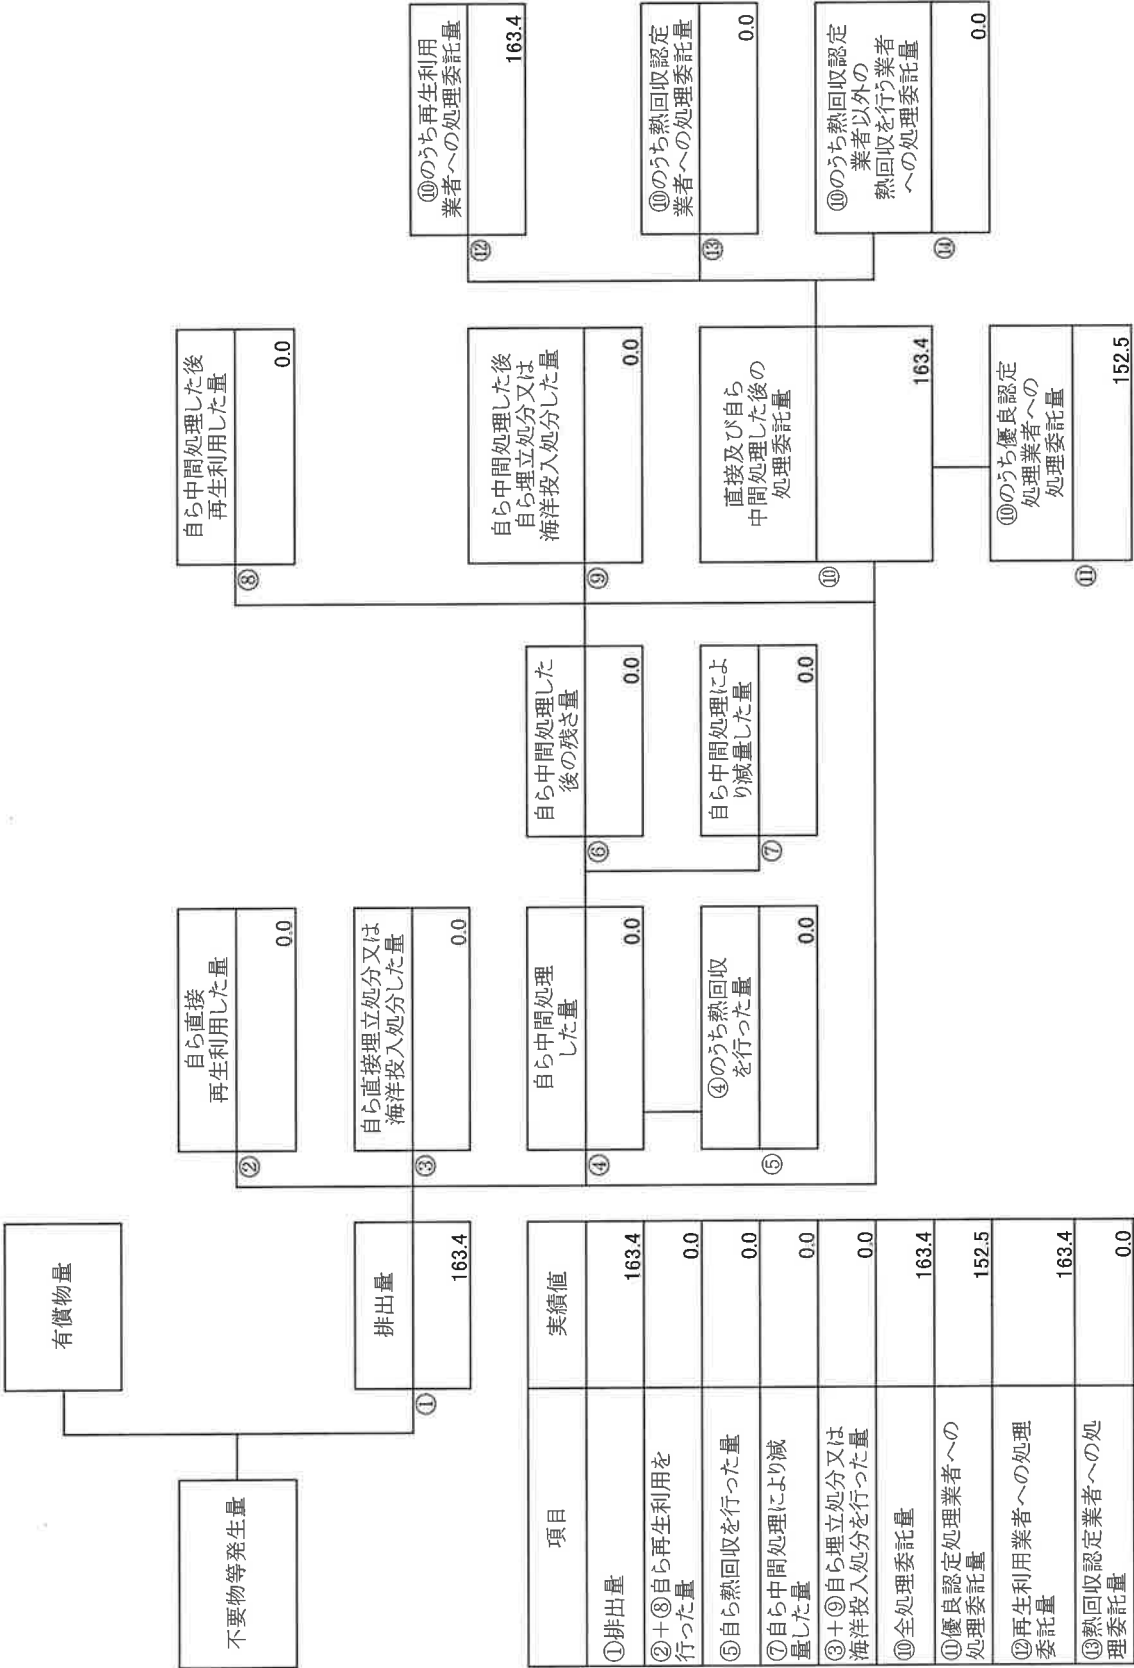 不要物等発生量
有償物量
排出量
①
163.4
自ら直接
再生利用した量
②
0.0
自ら直接埋立処分又は
海洋投入処分した量
③
0.0
自ら中間処理
した量
④
0.0
④のうち熱回収
を行った量
⑤
0.0
自ら中間処理した
後の残さ量
⑥
0.0
自ら中間処理によ
り減量した量
⑦
0.0
自ら中間処理した後
再生利用した量
⑧
0.0
自ら中間処理した後
自ら埋立処分又は
海洋投入処分した量
⑨
0.0
直接及び自ら
中間処理した後の
処理委託量
⑩
163.4
⑩のうち優良認定
処理業者への
処理委託量
⑪
152.5
⑩のうち再生利用
業者への処理委託量
⑫
163.4
⑩のうち熱回収認定
業者への処理委託量
⑬
0.0
⑩のうち熱回収認定
業者以外の
熱回収を行う業者
への処理委託量
⑭
0.0
項目 実績値
①排出量 163.4
②+⑧自ら再生利用を
行った量 0.0
⑤自ら熱回収を行った量 0.0
⑦自ら中間処理により減
量した量 0.0
③+⑨自ら埋立処分又は
海洋投入処分を行った量 0.0
⑩全処理委託量 163.4
⑪優良認定処理業者への
処理委託量 152.5
⑫再生利用業者への処理
委託量 163.4
⑬熱回収認定業者への処
理委託量 0.0